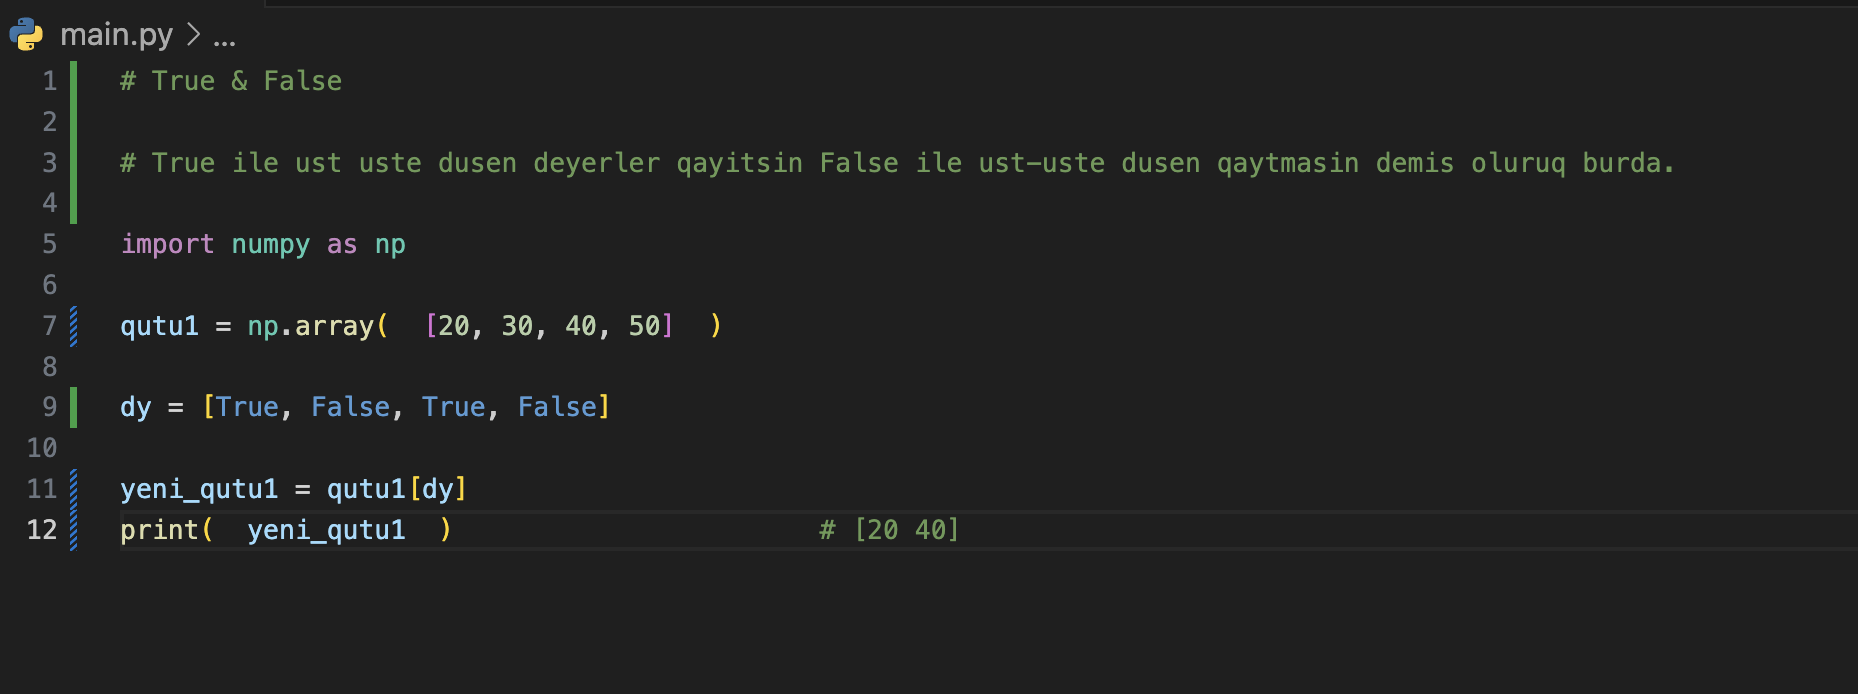 main.py > ...
1 # True & False
2
3 # True ile ust uste dusen deyerler qayitsin False ile ust-uste dusen qaytmasin demis oluruq burda.
4
5 import numpy as np
6
7 qutu1 = np.array(  [20, 30, 40, 50]  )
8
9 dy = [True, False, True, False]
10
11 yeni_qutu1 = qutu1[dy]
12 print(  yeni_qutu1  )                       # [20 40]